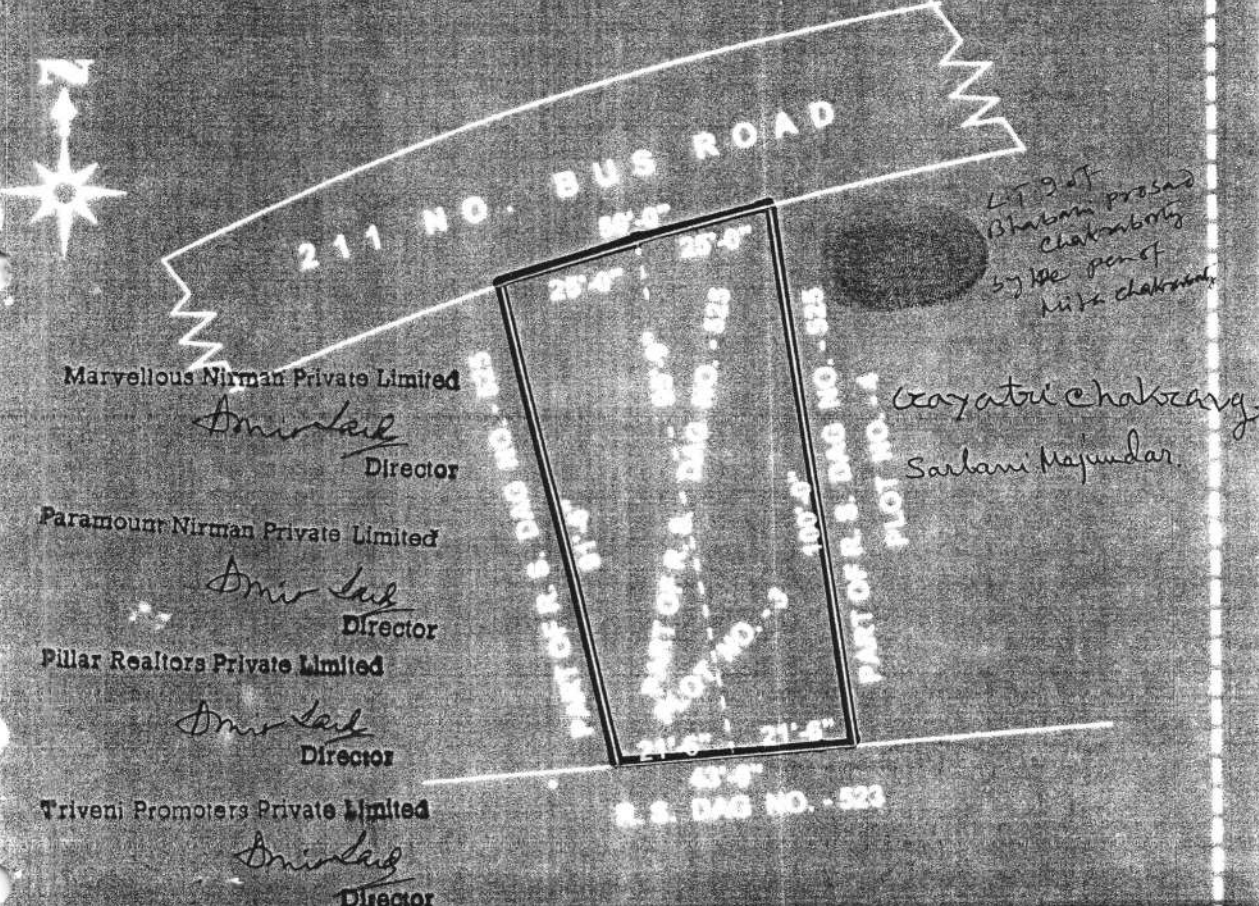 N
211 NO. BUS ROAD
50'-0"
25'-0"
25'-0"
PART OF R. S. DAG NO. - 525
PART OF R. S. DAG NO. - 525
PLOT NO. - 3
100'-0"
PART OF R. S. DAG NO. - 525
PLOT NO. - 4
21'-6"
21'-6"
43'-0"
R. S. DAG NO. - 523
LTI of
Bhabani prosad
Chakraborty
by the pen of
Mita
Gayatri
Sarbani Majumdar.
Marvellous Nirman Private Limited
Director
Paramount Nirman Private Limited
Director
Pillar Realtors Private Limited
Director
Triveni Promoters Private Limited
Director